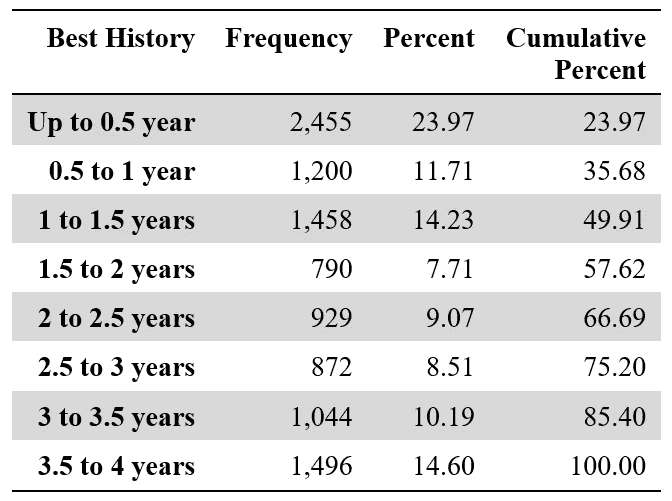 Best History Frequency Percent Cumulative Percent
Up to 0.5 year 2,455 23.97 23.97
0.5 to 1 year 1,200 11.71 35.68
1 to 1.5 years 1,458 14.23 49.91
1.5 to 2 years 790 7.71 57.62
2 to 2.5 years 929 9.07 66.69
2.5 to 3 years 872 8.51 75.20
3 to 3.5 years 1,044 10.19 85.40
3.5 to 4 years 1,496 14.60 100.00